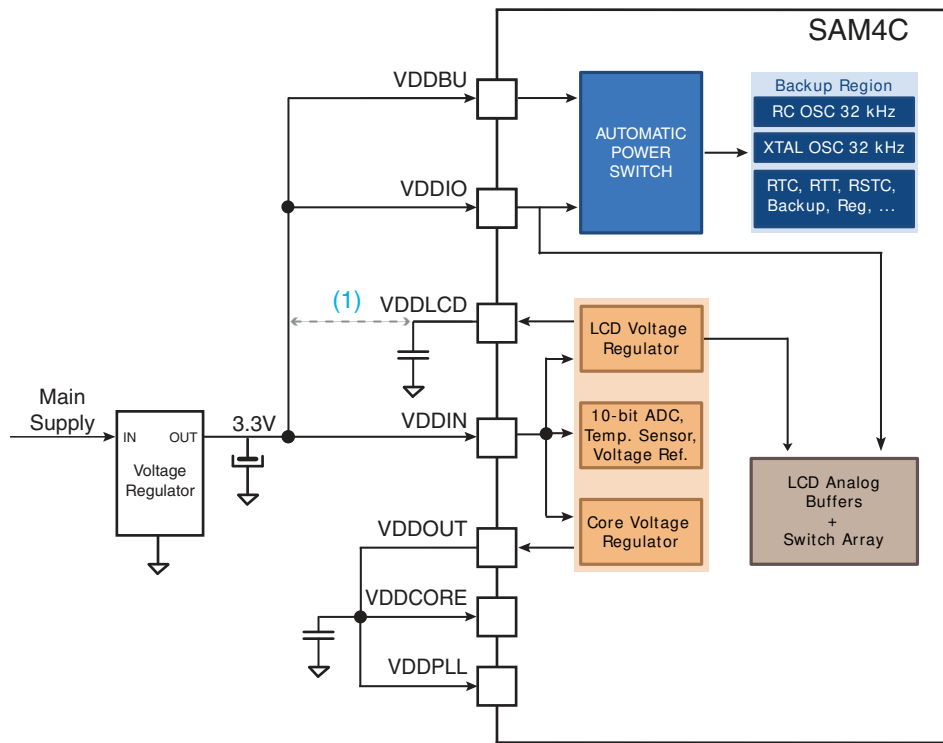 SAM4C
VDDBU
AUTOMATIC
POWER
SWITCH
Backup Region
RC OSC 32 kHz
XTAL OSC 32 kHz
RTC, RTT, RSTC,
Backup, Reg, ...
VDDIO
(1)
VDDLCD
LCD Voltage
Regulator
Main
Supply
IN
OUT
Voltage
Regulator
3.3V
VDDIN
10-bit ADC,
Temp. Sensor,
Voltage Ref.
LCD Analog
Buffers
+
Switch Array
VDDOUT
Core Voltage
Regulator
VDDCORE
VDDPLL